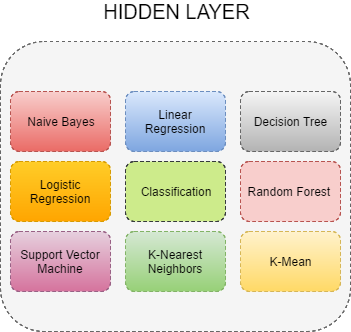 HIDDEN LAYER
Naive Bayes
Linear
Regression
Decision Tree
Logistic
Regression
Classification
Random Forest
Support Vector
Machine
K-Nearest
Neighbors
K-Mean